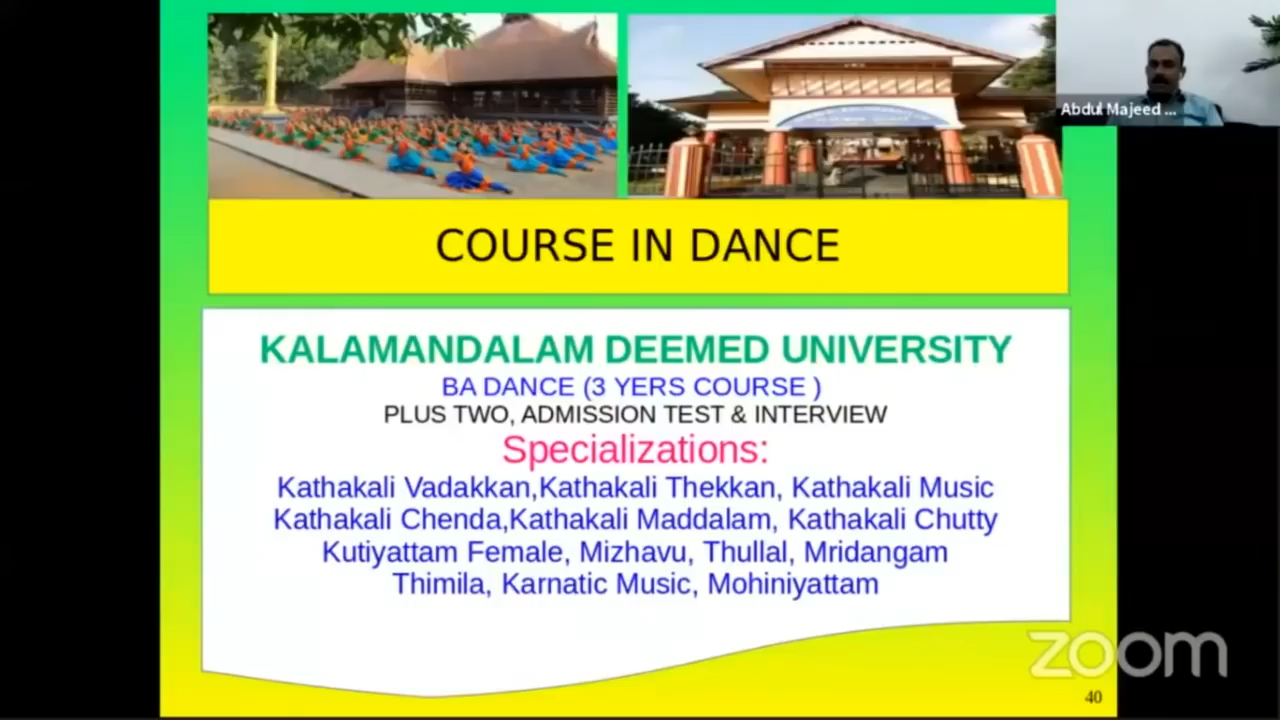 Abdul Majeed ...
COURSE IN DANCE
KALAMANDALAM DEEMED UNIVERSITY
BA DANCE (3 YERS COURSE )
PLUS TWO, ADMISSION TEST & INTERVIEW
Specializations:
Kathakali Vadakkan,Kathakali Thekkan, Kathakali Music
Kathakali Chenda,Kathakali Maddalam, Kathakali Chutty
Kutiyattam Female, Mizhavu, Thullal, Mridangam
Thimila, Karnatic Music, Mohiniyattam
zoom
40